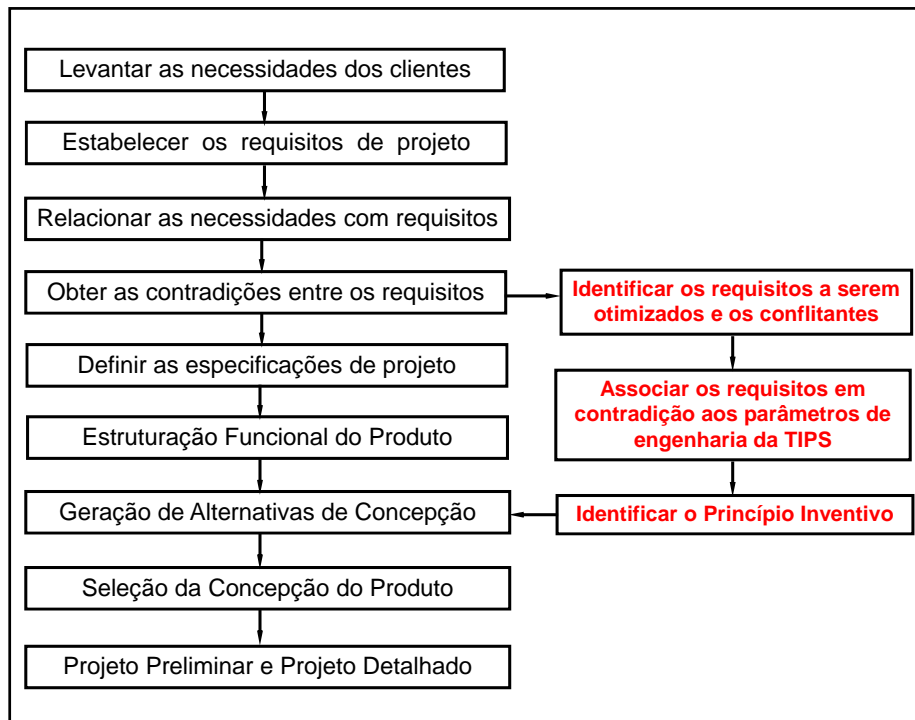 Levantar as necessidades dos clientes
Estabelecer os requisitos de projeto
Relacionar as necessidades com requisitos
Obter as contradições entre os requisitos
Identificar os requisitos a serem
otimizados e os conflitantes
Definir as especificações de projeto
Associar os requisitos em
contradição aos parâmetros de
engenharia da TIPS
Estruturação Funcional do Produto
Geração de Alternativas de Concepção
Identificar o Princípio Inventivo
Seleção da Concepção do Produto
Projeto Preliminar e Projeto Detalhado